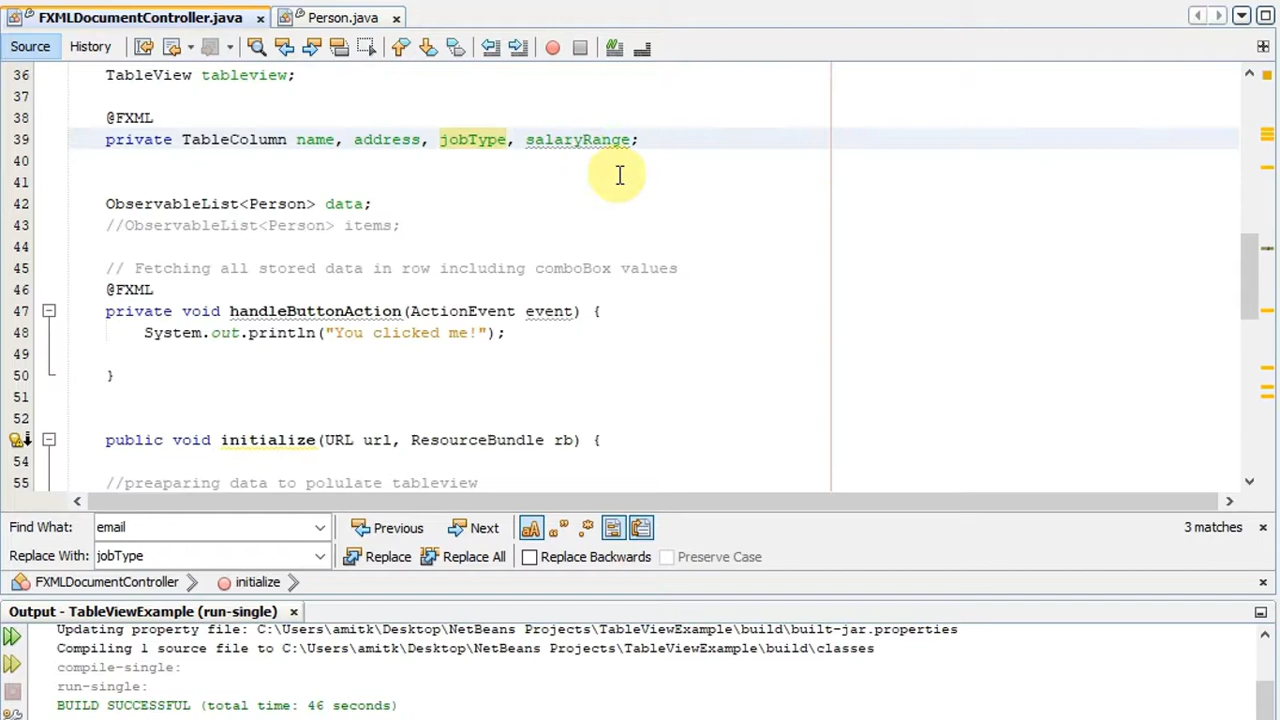 FXMLDocumentController.java × Person.java ×
Source History
36 TableView tableview;
37
38 @FXML
39 private TableColumn name, address, jobType, salaryRange;
40
41
42 ObservableList<Person> data;
43 //ObservableList<Person> items;
44
45 // Fetching all stored data in row including comboBox values
46 @FXML
47 private void handleButtonAction(ActionEvent event) {
48 System.out.println("You clicked me!");
49
50 }
51
52
public void initialize(URL url, ResourceBundle rb) {
54
55 //preaparing data to polulate tableview
Find What: email Previous Next 3 matches
Replace With: jobType Replace Replace All Replace Backwards Preserve Case
FXMLDocumentController initialize
Output - TableViewExample (run-single) ×
Updating property file: C:\Users\amitk\Desktop\NetBeans Projects\TableViewExample\build\built-jar.properties
Compiling 1 source file to C:\Users\amitk\Desktop\NetBeans Projects\TableViewExample\build\classes
compile-single:
run-single:
BUILD SUCCESSFUL (total time: 46 seconds)